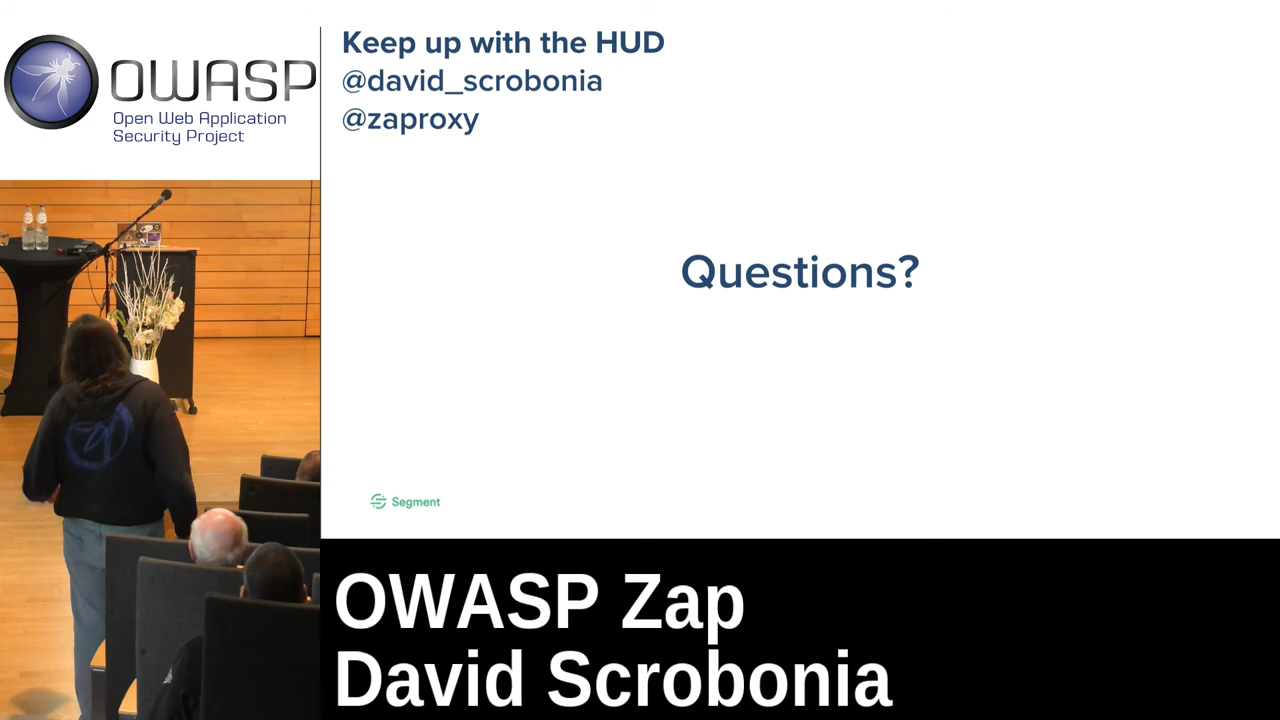 OWASP
Open Web Application
Security Project
Keep up with the HUD
@david_scrobonia
@zaproxy
Questions?
Segment
OWASP Zap
David Scrobonia